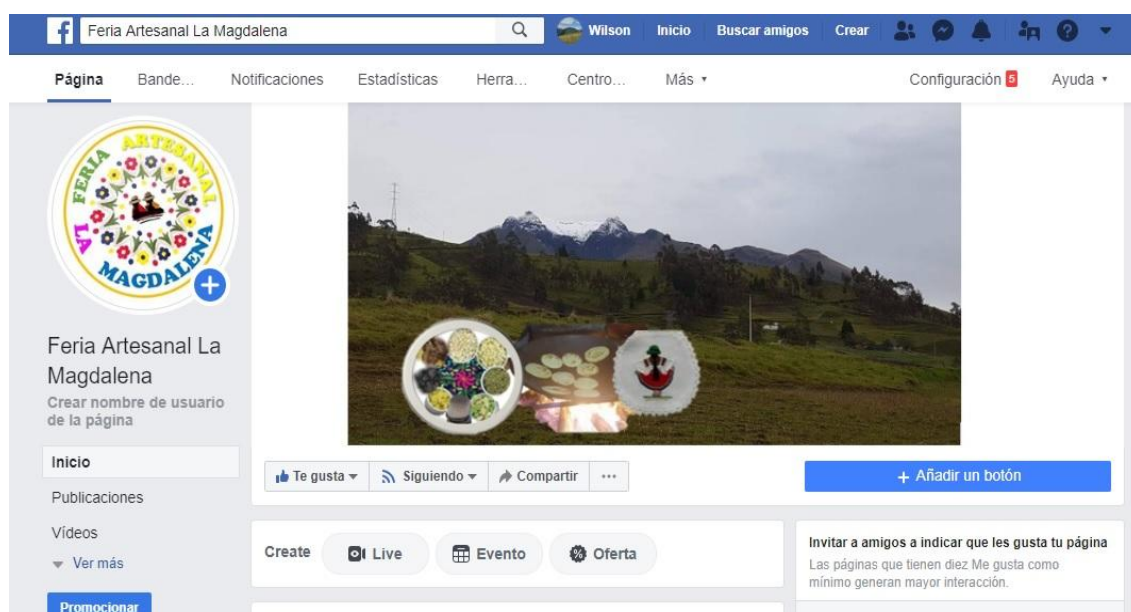 Feria Artesanal La Magdalena
Wilson
Inicio
Buscar amigos
Crear
Página
Bande...
Notificaciones
Estadísticas
Herra...
Centro...
Más
Configuración 5
Ayuda
FERIA ARTESANAL
LA MAGDALENA
Feria Artesanal La
Magdalena
Crear nombre de usuario
de la página
Inicio
Publicaciones
Vídeos
Ver más
Promocionar
Te gusta
Siguiendo
Compartir
...
+ Añadir un botón
Create
Live
Evento
Oferta
Invitar a amigos a indicar que les gusta tu página
Las páginas que tienen diez Me gusta como
mínimo generan mayor interacción.